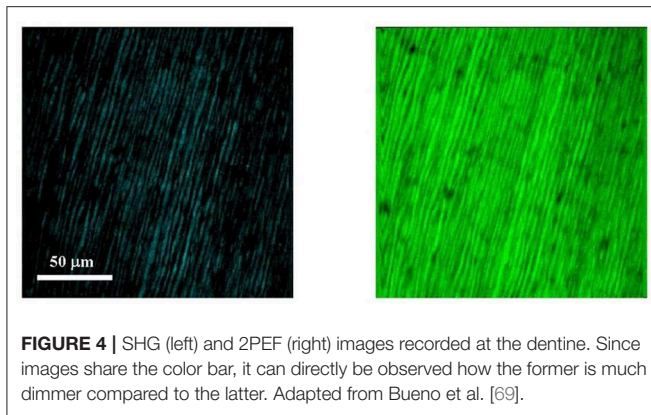 50 µm
FIGURE 4 | SHG (left) and 2PEF (right) images recorded at the dentine. Since
images share the color bar, it can directly be observed how the former is much
dimmer compared to the latter. Adapted from Bueno et al. [69].